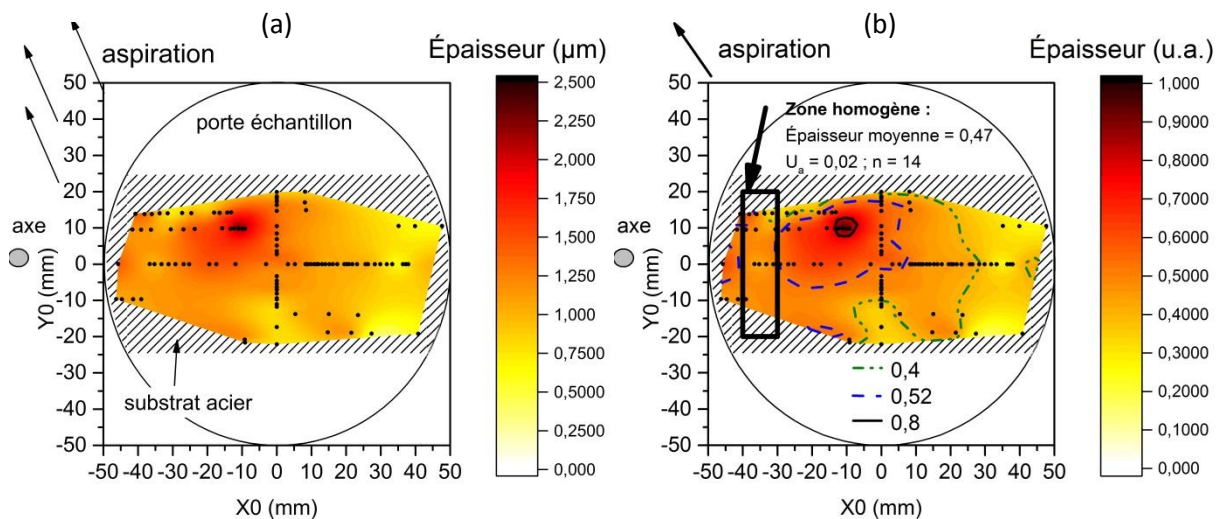 (a)
aspiration
Épaisseur (µm)
50
40
30
20
10
0
-10
-20
-30
-40
-50
Y0 (mm)
axe
porte échantillon
substrat acier
-50 -40 -30 -20 -10 0 10 20 30 40 50
X0 (mm)
2,500
2,250
2,000
1,750
1,500
1,250
1,000
0,7500
0,5000
0,2500
0,000
(b)
aspiration
Épaisseur (u.a.)
50
40
30
20
10
0
-10
-20
-30
-40
-50
Y0 (mm)
axe
Zone homogène :
Épaisseur moyenne = 0,47
Ua = 0,02 ; n = 14
0,4
0,52
0,8
-50 -40 -30 -20 -10 0 10 20 30 40 50
X0 (mm)
1,000
0,9000
0,8000
0,7000
0,6000
0,5000
0,4000
0,3000
0,2000
0,1000
0,000